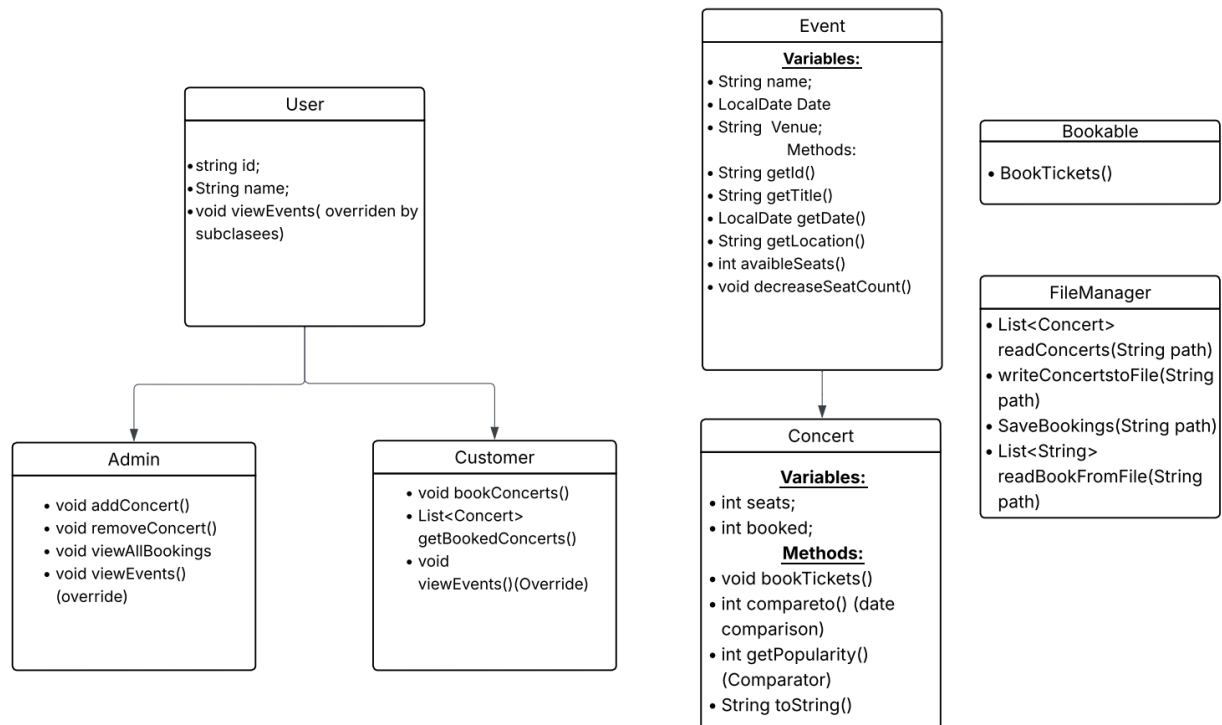 User
• string id;
• String name;
• void viewEvents( overriden by
subclasees)
Admin
• void addConcert()
• void removeConcert()
• void viewAllBookings
• void viewEvents()
(override)
Customer
• void bookConcerts()
• List<Concert>
getBookedConcerts()
• void
viewEvents()(Override)
Event
Variables:
• String name;
• LocalDate Date
• String  Venue;
Methods:
• String getId()
• String getTitle()
• LocalDate getDate()
• String getLocation()
• int avaibleSeats()
• void decreaseSeatCount()
Concert
Variables:
• int seats;
• int booked;
Methods:
• void bookTickets()
• int compareto() (date
comparison)
• int getPopularity()
(Comparator)
• String toString()
Bookable
• BookTickets()
FileManager
• List<Concert>
readConcerts(String path)
• writeConcertstoFile(String
path)
• SaveBookings(String path)
• List<String>
readBookFromFile(String
path)